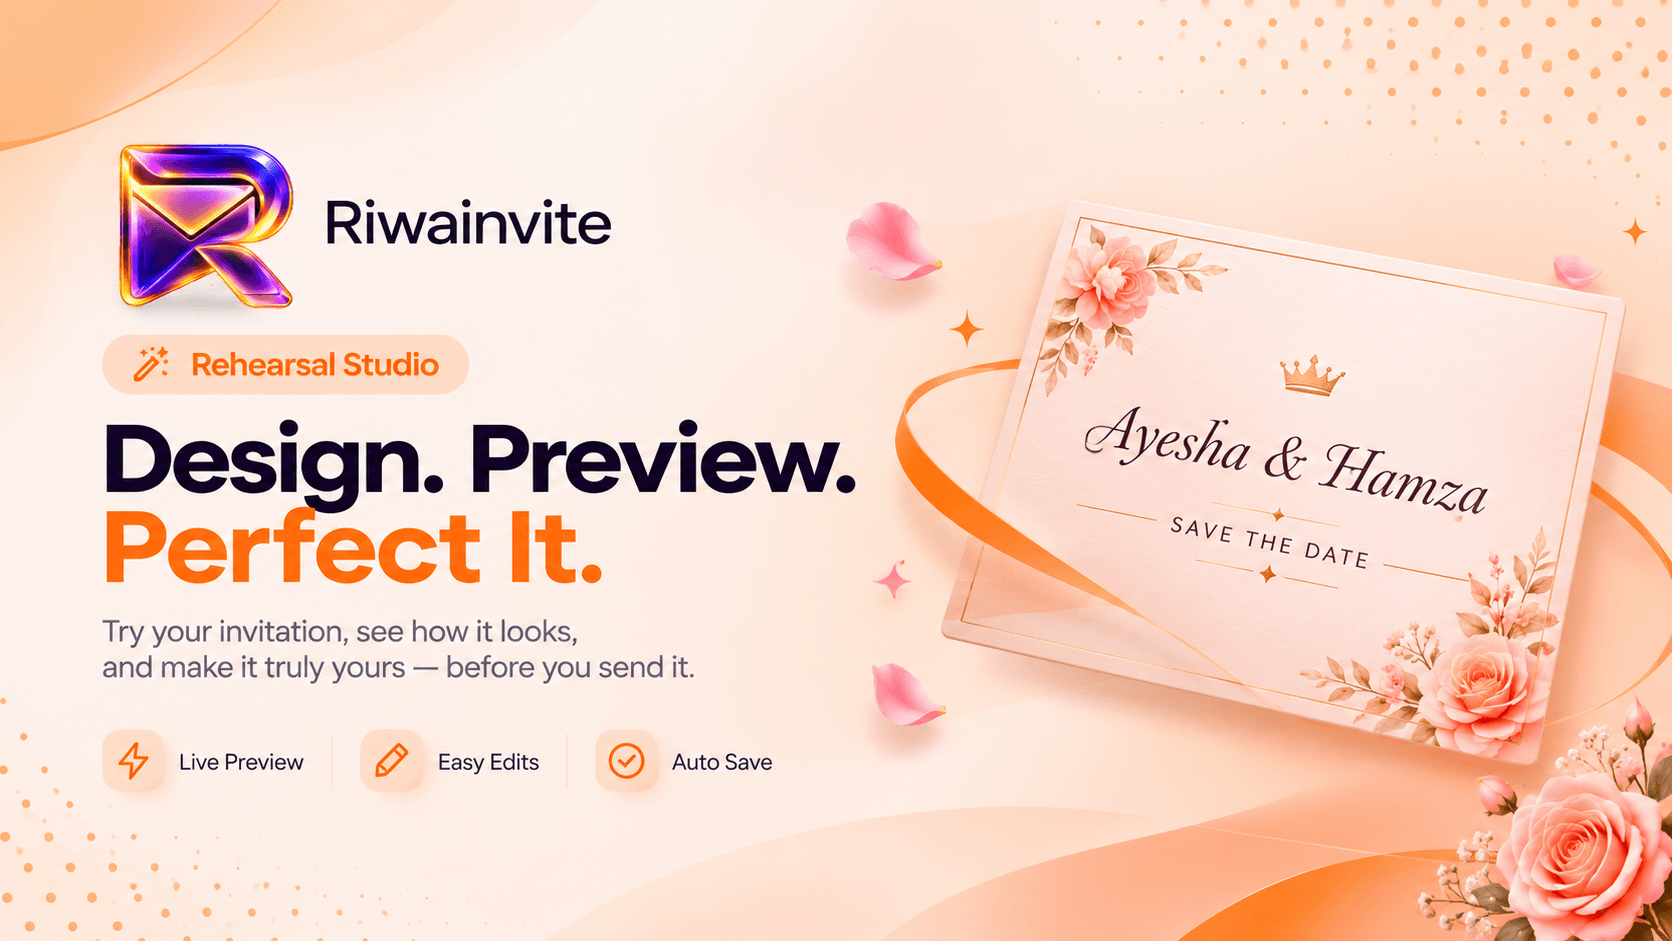 Riwainvite
Rehearsal Studio
Design. Preview.
Perfect It.
Try your invitation, see how it looks,
and make it truly yours — before you send it.
Live Preview
Easy Edits
Auto Save
Ayesha & Hamza
SAVE THE DATE